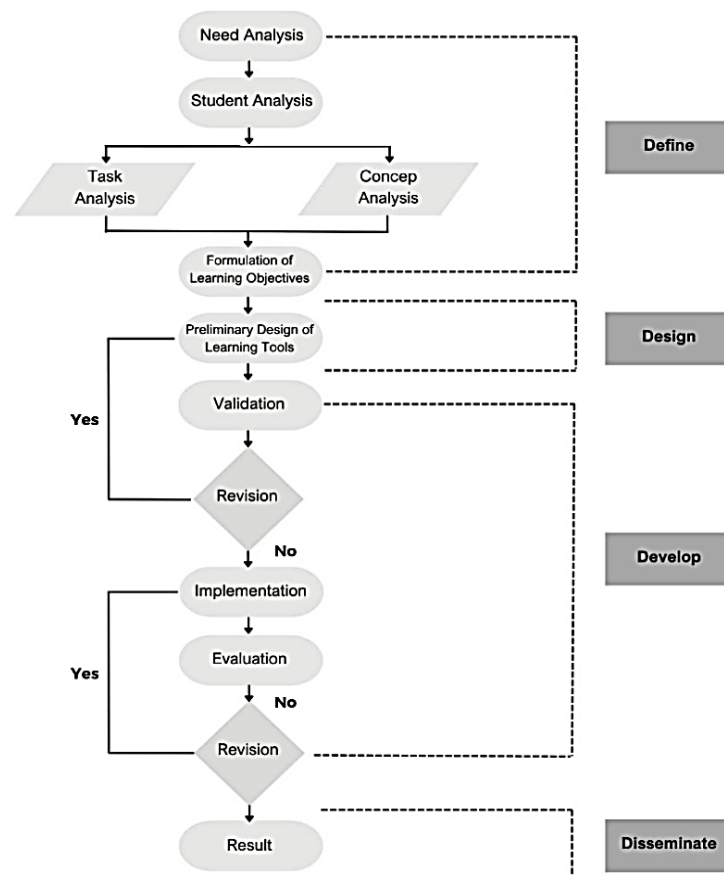 Need Analysis
Student Analysis
Define
Task
Analysis
Concep
Analysis
Formulation of
Learning Objectives
Preliminary Design of
Learning Tools
Design
Validation
Yes
Revision
No
Develop
Implementation
Evaluation
Yes
No
Revision
Result
Disseminate